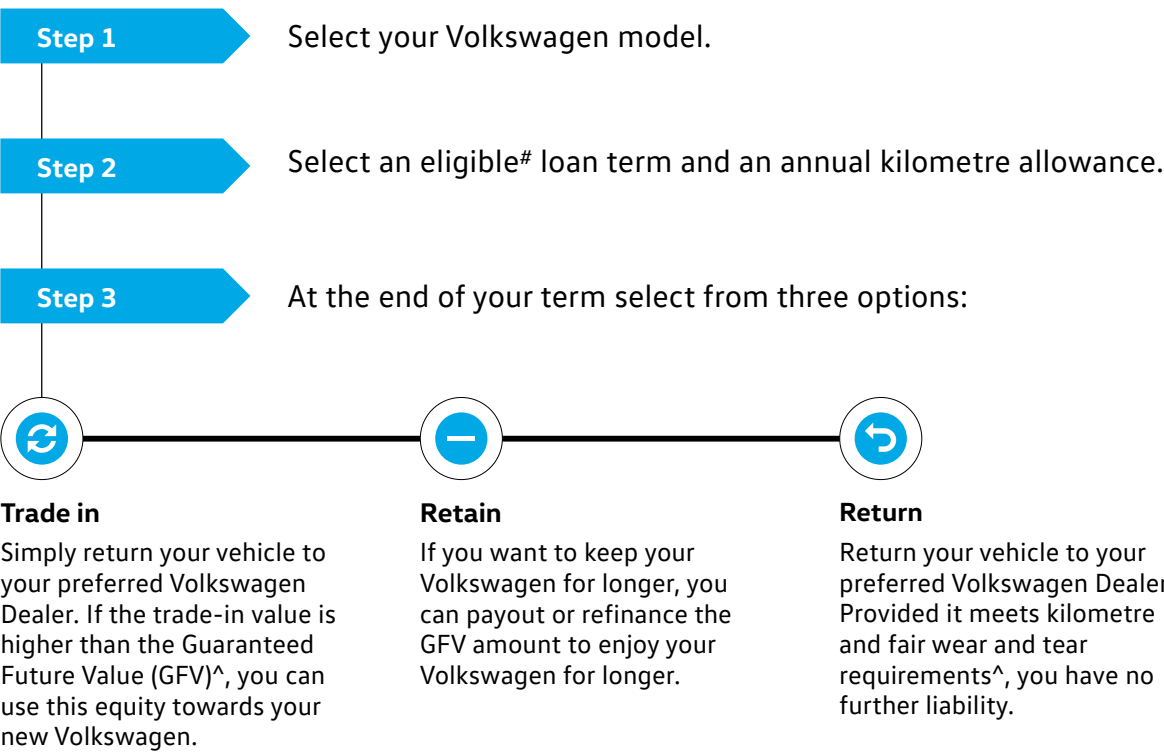 Step 1
Select your Volkswagen model.
Step 2
Select an eligible# loan term and an annual kilometre allowance.
Step 3
At the end of your term select from three options:
Trade in
Simply return your vehicle to
your preferred Volkswagen
Dealer. If the trade-in value is
higher than the Guaranteed
Future Value (GFV)^, you can
use this equity towards your
new Volkswagen.
Retain
If you want to keep your
Volkswagen for longer, you
can payout or refinance the
GFV amount to enjoy your
Volkswagen for longer.
Return
Return your vehicle to your
preferred Volkswagen Dealer
Provided it meets kilometre
and fair wear and tear
requirements^, you have no
further liability.